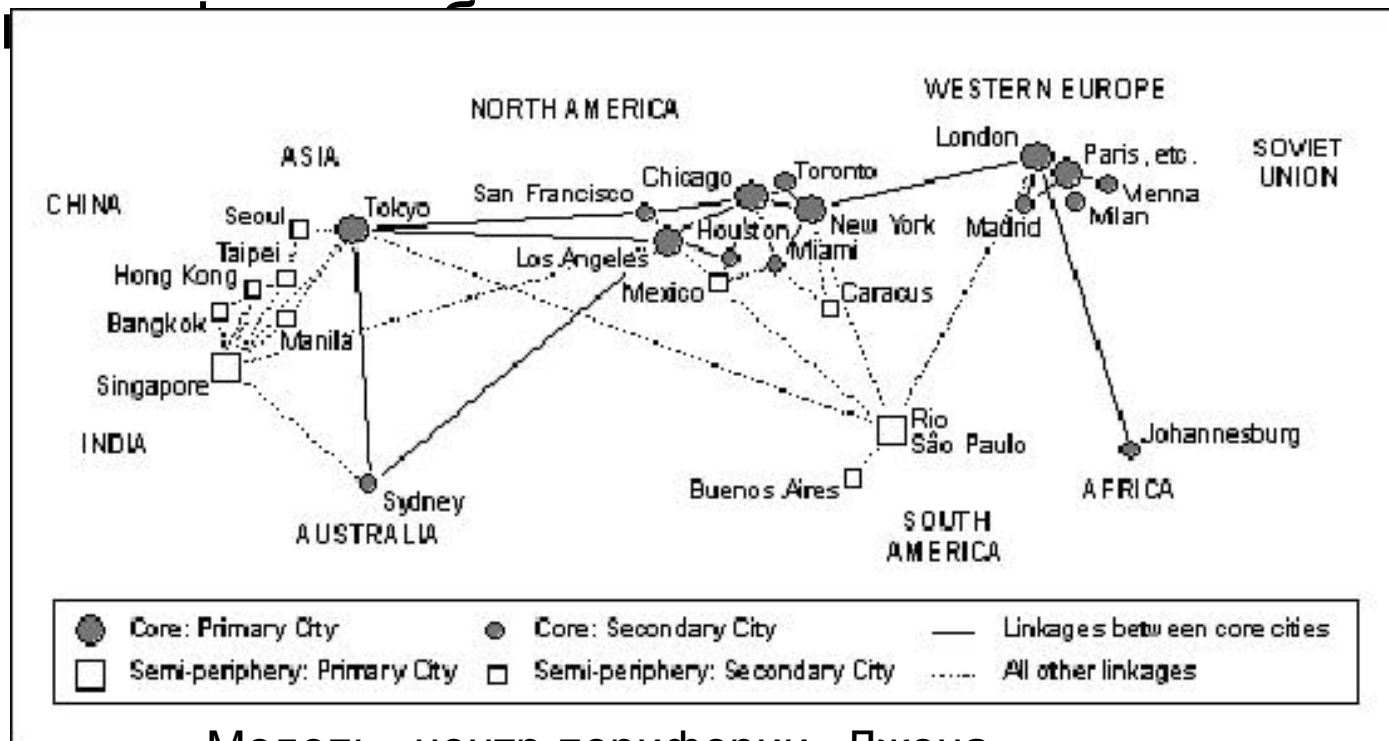 WESTERN EUROPE
NORTH AMERICA
London
SOVIET
UNION
ASIA
Paris, etc.
Toronto
Chicago
San Francisco
Vienna
CHINA
Tokyo
Milan
Seoul
New York
Madrid
Houlston
Taipei
Los Angeles
Miami
Hong Kong
Mexico
Caracus
Bangkok
Manila
Singapore
Rio
Sâo Paulo
Johannesburg
INDIA
Buenos Aires
AFRICA
Sydney
AUSTRALIA
SOUTH
AMERICA
Core: Primary City
Core: Secondary City
Linkages between core cities
Semi-periphery: Primary City
Semi-periphery: Secondary City
All other linkages